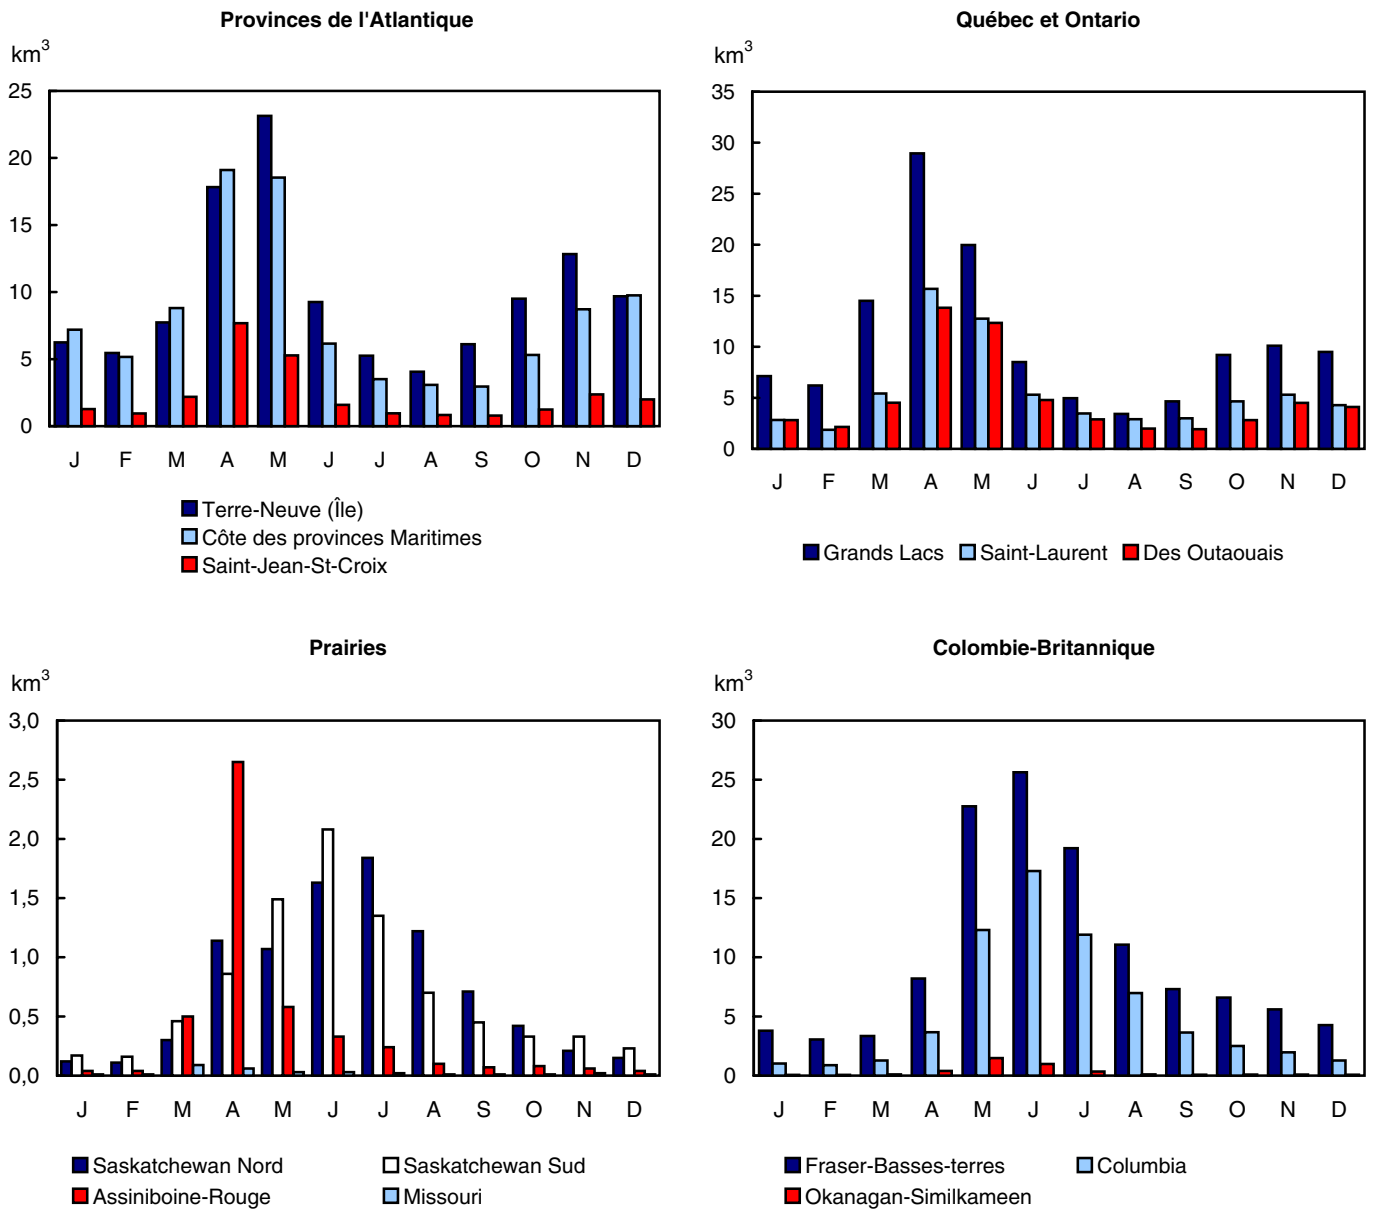 Provinces de l'Atlantique
km3
25
20
15
10
5
0
J F M A M J J A S O N D
Terre-Neuve (Île)
Côte des provinces Maritimes
Saint-Jean-St-Croix
Québec et Ontario
km3
35
30
25
20
15
10
5
0
J F M A M J J A S O N D
Grands Lacs Saint-Laurent Des Outaouais
Prairies
km3
3,0
2,5
2,0
1,5
1,0
0,5
0,0
J F M A M J J A S O N D
Saskatchewan Nord Saskatchewan Sud
Assiniboine-Rouge Missouri
Colombie-Britannique
km3
30
25
20
15
10
5
0
J F M A M J J A S O N D
Fraser-Basses-terres Columbia
Okanagan-Similkameen